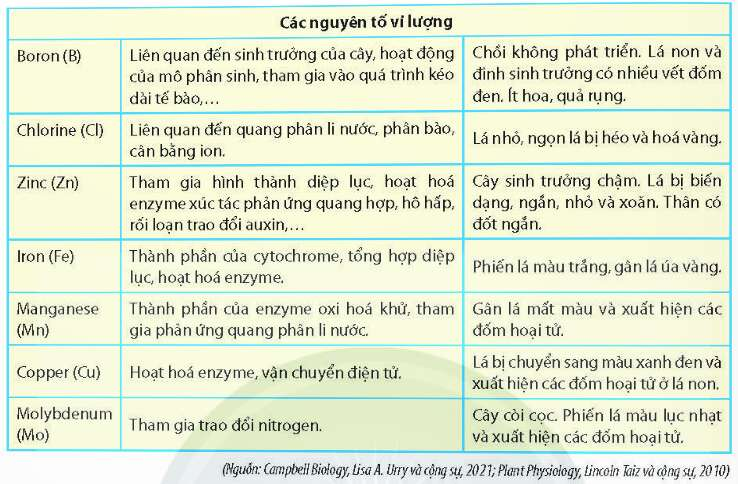 Các nguyên tố vi lượng
Boron (B)
Liên quan đến sinh trưởng của cây, hoạt động
của mô phân sinh, tham gia vào quá trình kéo
dài tế bào,…
Chồi không phát triển. Lá non và
đỉnh sinh trưởng có nhiều vết đốm
đen. Ít hoa, quả rụng.
Chlorine (Cl)
Liên quan đến quang phân li nước, phân bào,
cân bằng ion.
Lá nhỏ, ngọn lá bị héo và hoá vàng.
Zinc (Zn)
Tham gia hình thành diệp lục, hoạt hoá
enzyme xúc tác phản ứng quang hợp, hô hấp,
rối loạn trao đổi auxin,…
Cây sinh trưởng chậm. Lá bị biến
dạng, ngắn, nhỏ và xoăn. Thân có
đốt ngắn.
Iron (Fe)
Thành phần của cytochrome, tổng hợp diệp
lục, hoạt hoá enzyme.
Phiến lá màu trắng, gân lá úa vàng.
Manganese
(Mn)
Thành phần của enzyme oxi hoá khử, tham
gia phản ứng quang phân li nước.
Gân lá mất màu và xuất hiện các
đốm hoại tử.
Copper (Cu)
Hoạt hoá enzyme, vận chuyển điện tử.
Lá bị chuyển sang màu xanh đen và
xuất hiện các đốm hoại tử ở lá non.
Molybdenum
(Mo)
Tham gia trao đổi nitrogen.
Cây còi cọc. Phiến lá màu lục nhạt
và xuất hiện các đốm hoại tử.
(Nguồn: Campbell Biology, Lisa A. Urry và cộng sự, 2021; Plant Physiology, Lincoin Taiz và cộng sự, 2010)